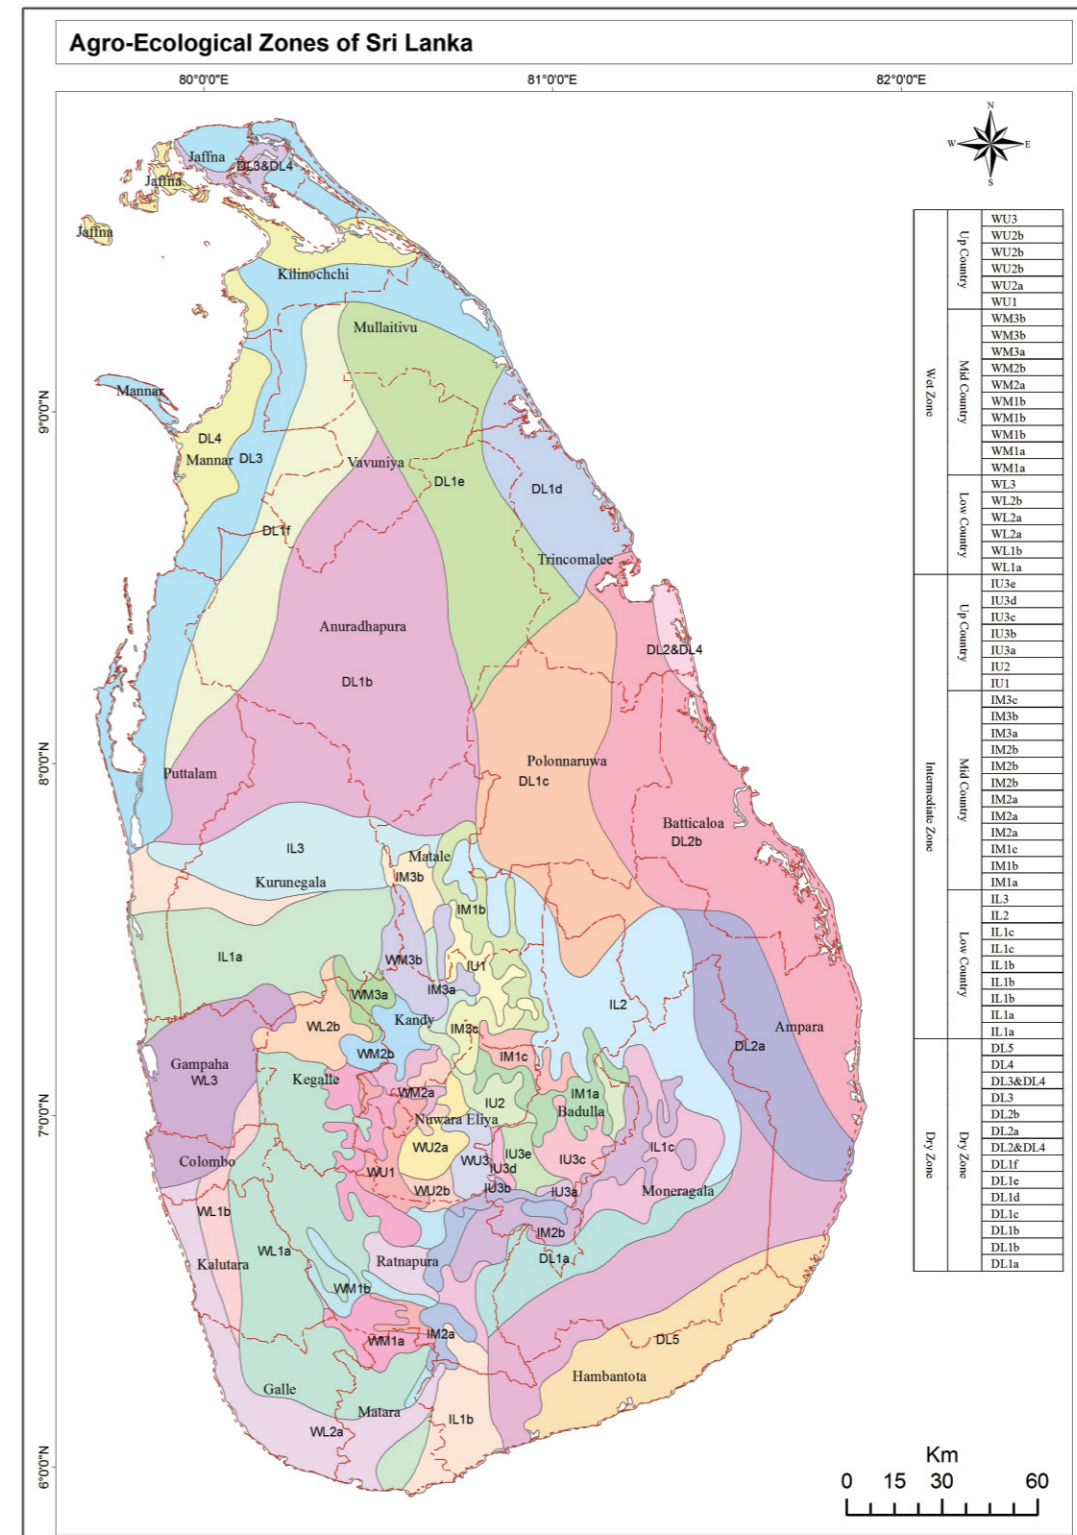 Agro-Ecological Zones of Sri Lanka
80°0'0"E
81°0'0"E
82°0'0"E
N
W
E
S
Jaffna
DL3&DL4
Jaffna
Jaffna
Kilinochchi
Mullaitivu
Mannar
9°0'0"N
DL4
Mannar
DL3
Vavuniya
DL1e
DL1d
DL1f
Trincomalee
Anuradhapura
DL2&DL4
DL1b
Polonnaruwa
Puttalam
DL1c
8°0'0"N
Batticaloa
DL2b
IL3
Matale
Kurunegala
IM3b
IM1b
IL1a
WM3b
IU1
WM3a
IM3a
IL2
Kandy
WL2b
IM3c
Ampara
DL2a
WM2b
IM1c
Gampaha
WL3
Kegalle
WM2a
IM1a
IU2
Badulla
7°0'0"N
Nuwara Eliya
WU2a
IL1c
IU3e
Colombo
WU3
IU3c
IU3d
WU1
WU2b
IU3b
IU3a
Moneragala
WL1b
IM2b
WL1a
Kalutara
Ratnapura
DL1a
WM1b
WM1a
IM2a
DL5
Hambantota
Galle
Matara
IL1b
WL2a
6°0'0"N
Wet Zone
Up Country
WU3
WU2b
WU2b
WU2b
WU2a
WU1
Mid Country
WM3b
WM3b
WM3a
WM2b
WM2a
WM1b
WM1b
WM1b
WM1a
WM1a
Low Country
WL3
WL2b
WL2a
WL2a
WL1b
WL1a
Intermediate Zone
Up Country
IU3e
IU3d
IU3c
IU3b
IU3a
IU2
IU1
Mid Country
IM3c
IM3b
IM3a
IM2b
IM2b
IM2b
IM2a
IM2a
IM2a
IM1c
IM1b
IM1a
Low Country
IL3
IL2
IL1c
IL1c
IL1b
IL1b
IL1b
IL1a
IL1a
Dry Zone
Dry Zone
DL5
DL4
DL3&DL4
DL3
DL2b
DL2a
DL2&DL4
DL1f
DL1e
DL1d
DL1c
DL1b
DL1b
DL1a
Km
0 15 30 60